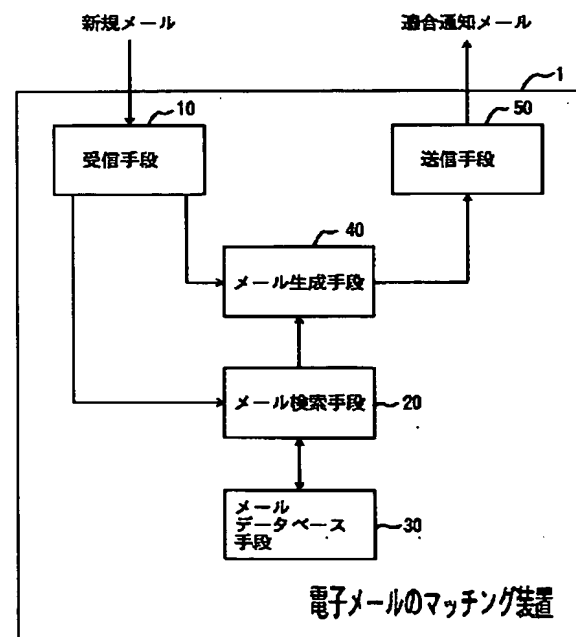 新規メール
適合通知メール
1
10
受信手段
50
送信手段
40
メール生成手段
メール検索手段
20
メール
データベース
手段
30
電子メールのマッチング装置